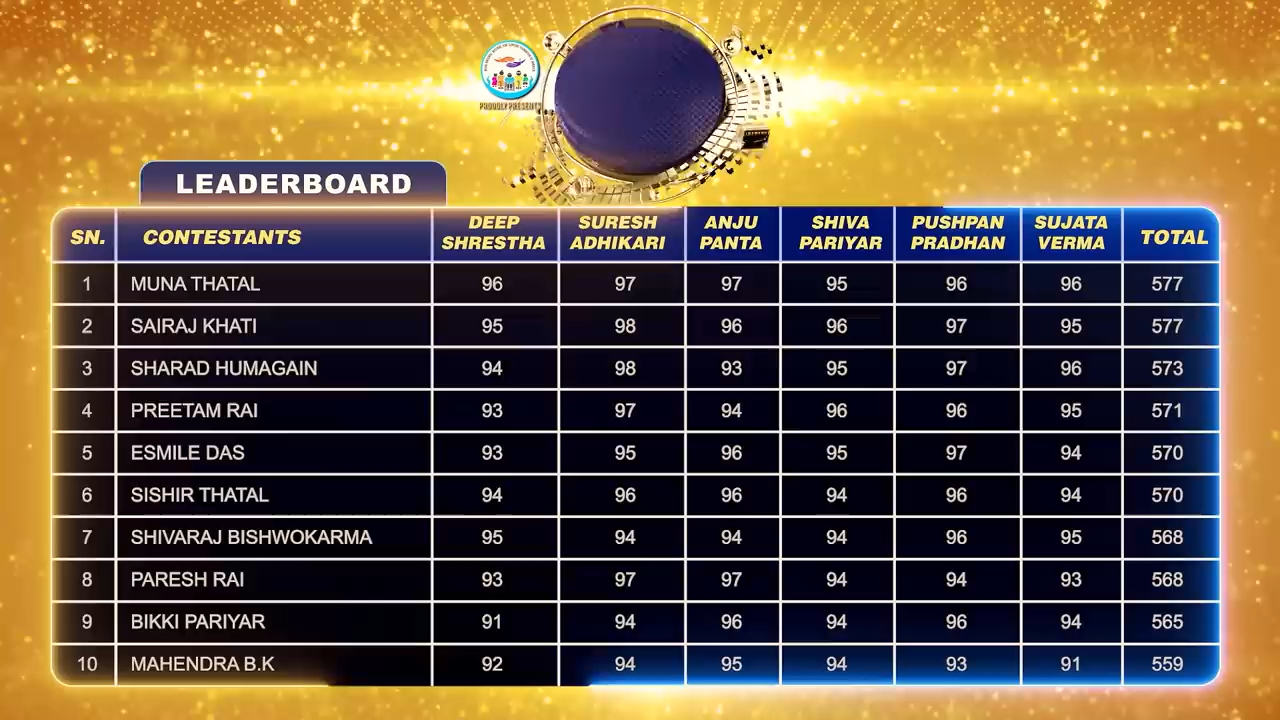 PROUDLY PRESENTS
LEADERBOARD
SN. CONTESTANTS DEEP SHRESTHA SURESH ADHIKARI ANJU PANTA SHIVA PARIYAR PUSHPAN PRADHAN SUJATA VERMA TOTAL
1 MUNA THATAL 96 97 97 95 96 96 577
2 SAIRAJ KHATI 95 98 96 96 97 95 577
3 SHARAD HUMAGAIN 94 98 93 95 97 96 573
4 PREETAM RAI 93 97 94 96 96 95 571
5 ESMILE DAS 93 95 96 95 97 94 570
6 SISHIR THATAL 94 96 96 94 96 94 570
7 SHIVARAJ BISHWOKARMA 95 94 94 94 96 95 568
8 PARESH RAI 93 97 97 94 94 93 568
9 BIKKI PARIYAR 91 94 96 94 96 94 565
10 MAHENDRA B.K 92 94 95 94 93 91 559